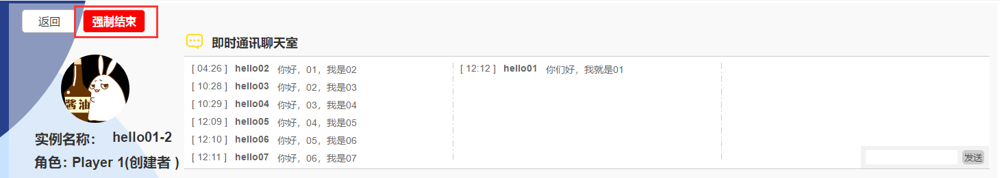 返回 强制结束
即时通讯聊天室
酱油
实例名称： hello01-2
角色：Player 1(创建者 )
[ 04:26 ] hello02 你好，01，我是02
[ 10:28 ] hello03 你好，02，我是03
[ 10:29 ] hello04 你好，03，我是04
[ 12:09 ] hello05 你好，04，我是05
[ 12:10 ] hello06 你好，05，我是06
[ 12:11 ] hello07 你好，06，我是07
[ 12:12 ] hello01 你们好，我就是01
发送